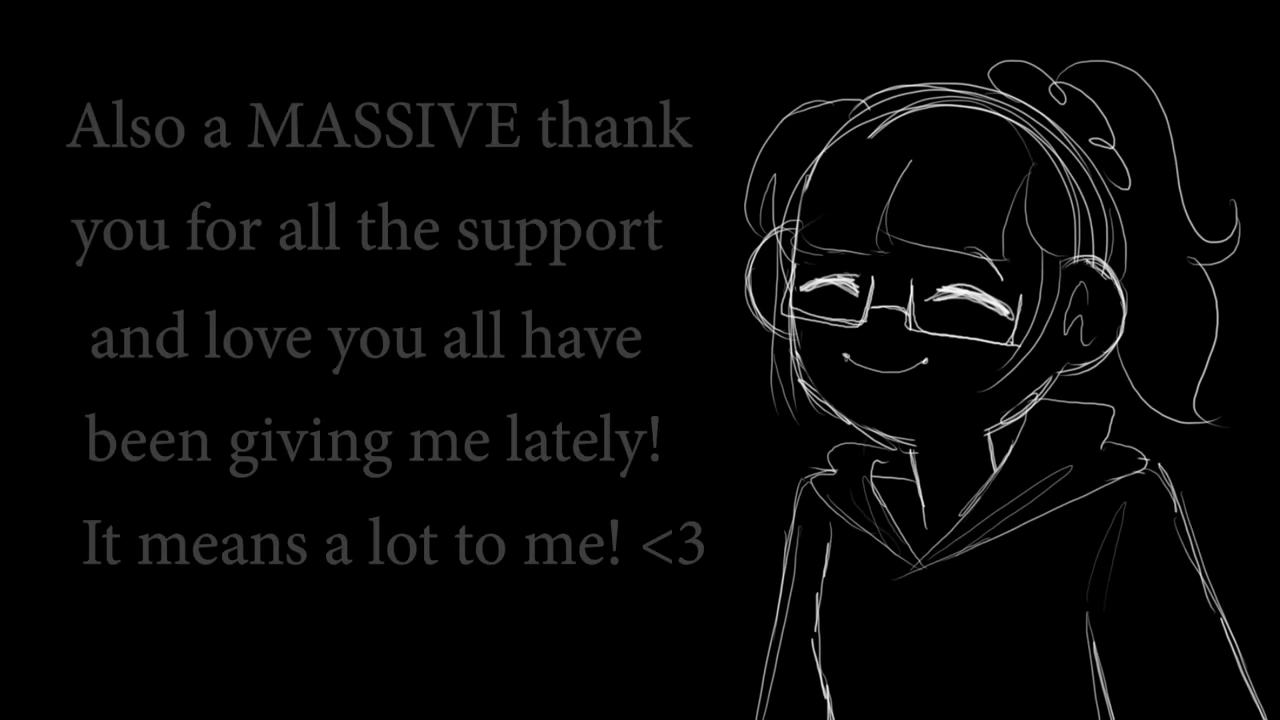 Also a MASSIVE thank
you for all the support
and love you all have
been giving me lately!
It means a lot to me! <3